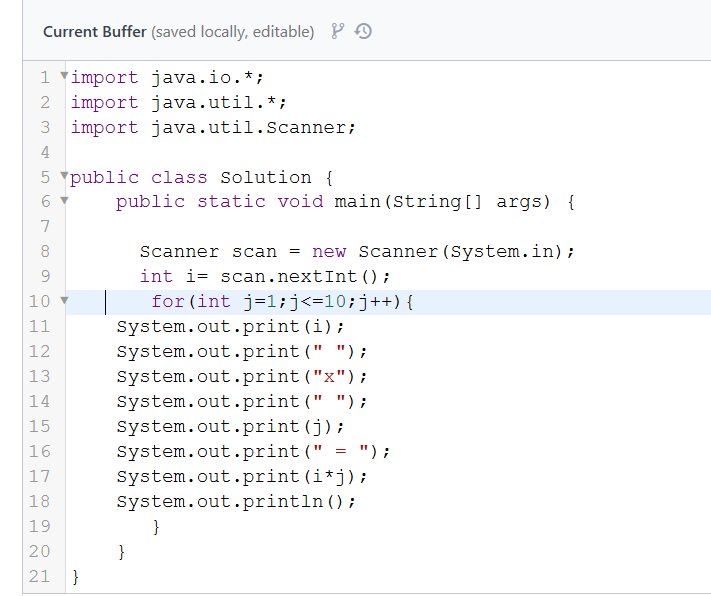 Current Buffer (saved locally, editable)
1 import java.io.*;
2 import java.util.*;
3 import java.util.Scanner;
4
5 public class Solution {
6 public static void main(String[] args) {
7
8 Scanner scan = new Scanner(System.in);
9 int i= scan.nextInt();
10 for(int j=1;j<=10;j++){
11 System.out.print(i);
12 System.out.print(" ");
13 System.out.print("x");
14 System.out.print(" ");
15 System.out.print(j);
16 System.out.print(" = ");
17 System.out.print(i*j);
18 System.out.println();
19 }
20 }
21 }